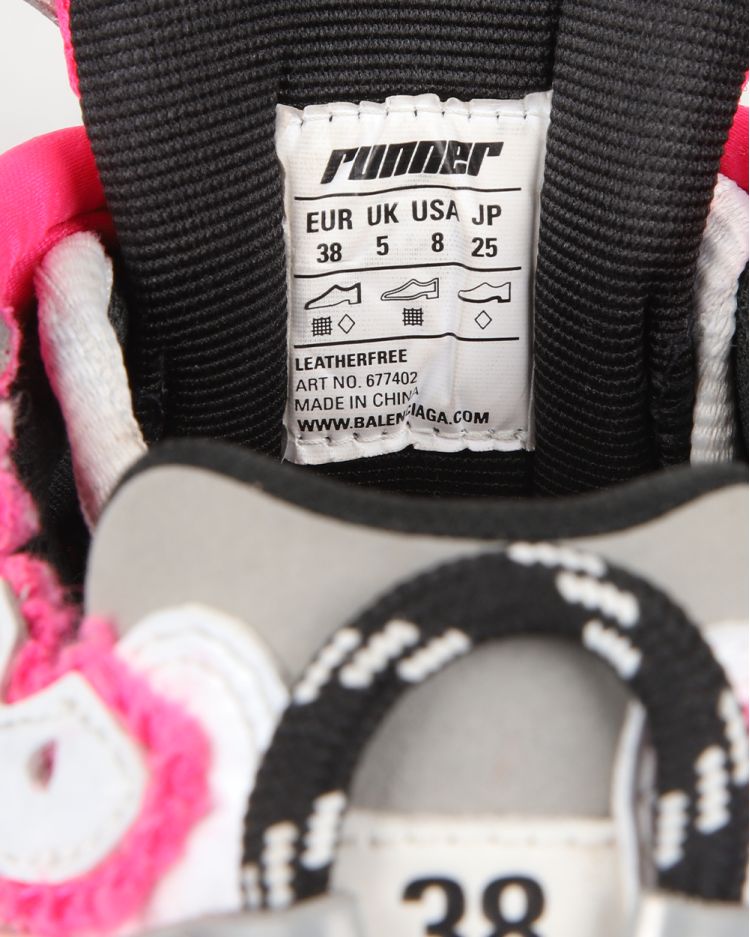 runner
EUR UK USA JP
38 5 8 25
LEATHERFREE
ART NO. 677402
MADE IN CHINA
WWW.BALENCIAGA.COM
38